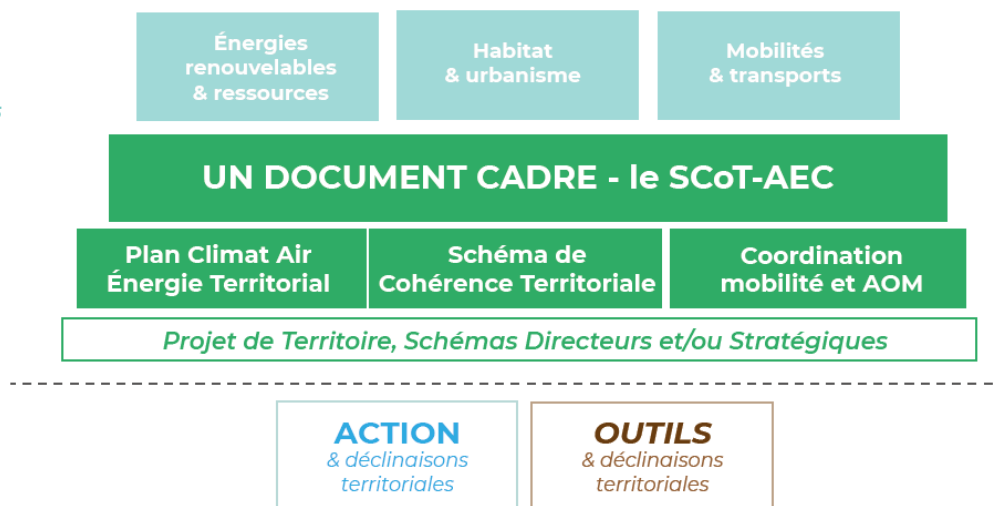 Énergies
renouvelables
& ressources
Habitat
& urbanisme
Mobilités
& transports
UN DOCUMENT CADRE - le SCoT-AEC
Plan Climat Air
Énergie Territorial
Schéma de
Cohérence Territoriale
Coordination
mobilité et AOM
Projet de Territoire, Schémas Directeurs et/ou Stratégiques
ACTION
& déclinaisons
territoriales
OUTILS
& déclinaisons
territoriales